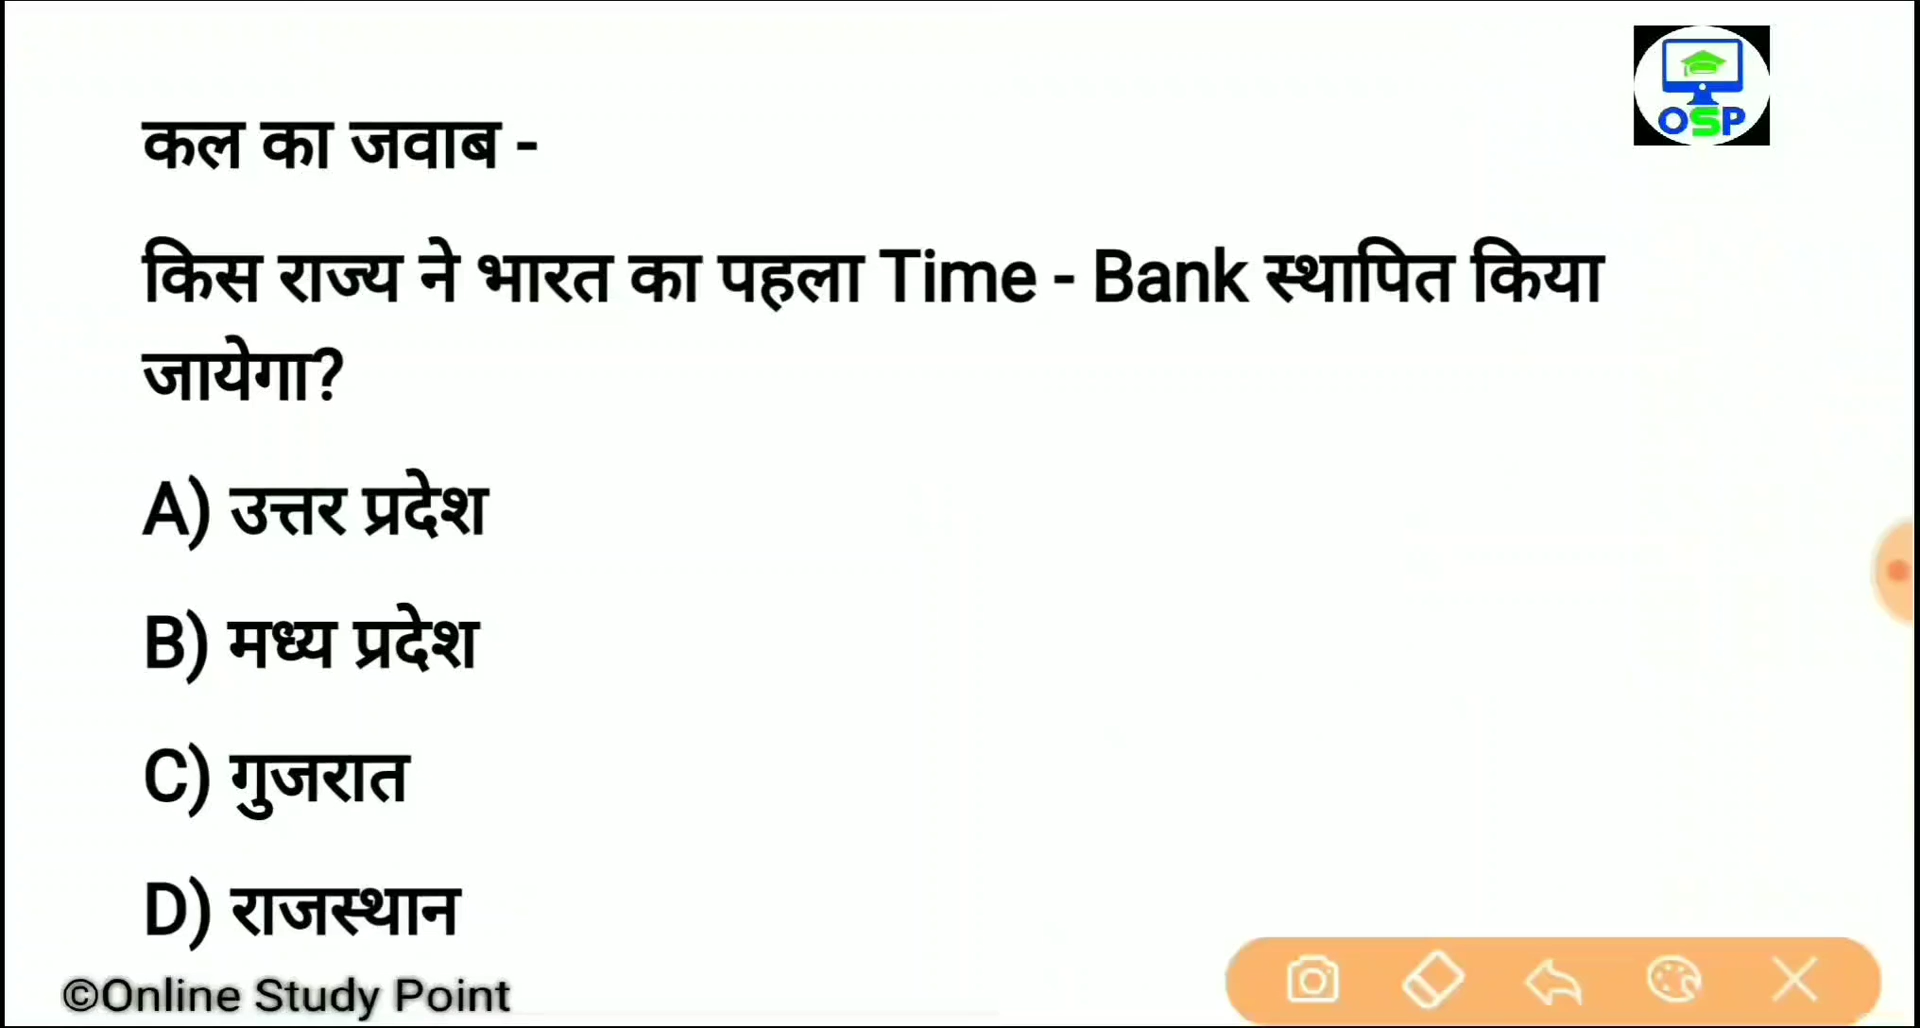 OSP
कल का जवाब -
किस राज्य ने भारत का पहला Time - Bank स्थापित किया
जायेगा?
A) उत्तर प्रदेश
B) मध्य प्रदेश
C) गुजरात
D) राजस्थान
©Online Study Point